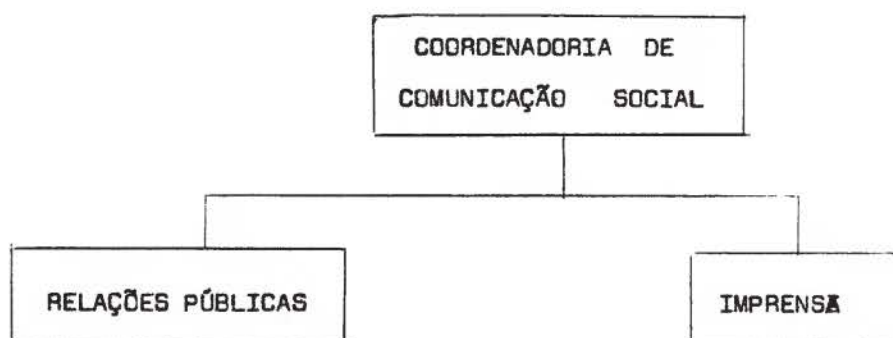 COORDENADORIA DE
COMUNICAÇÃO SOCIAL
RELAÇÕES PÚBLICAS
IMPRENSA